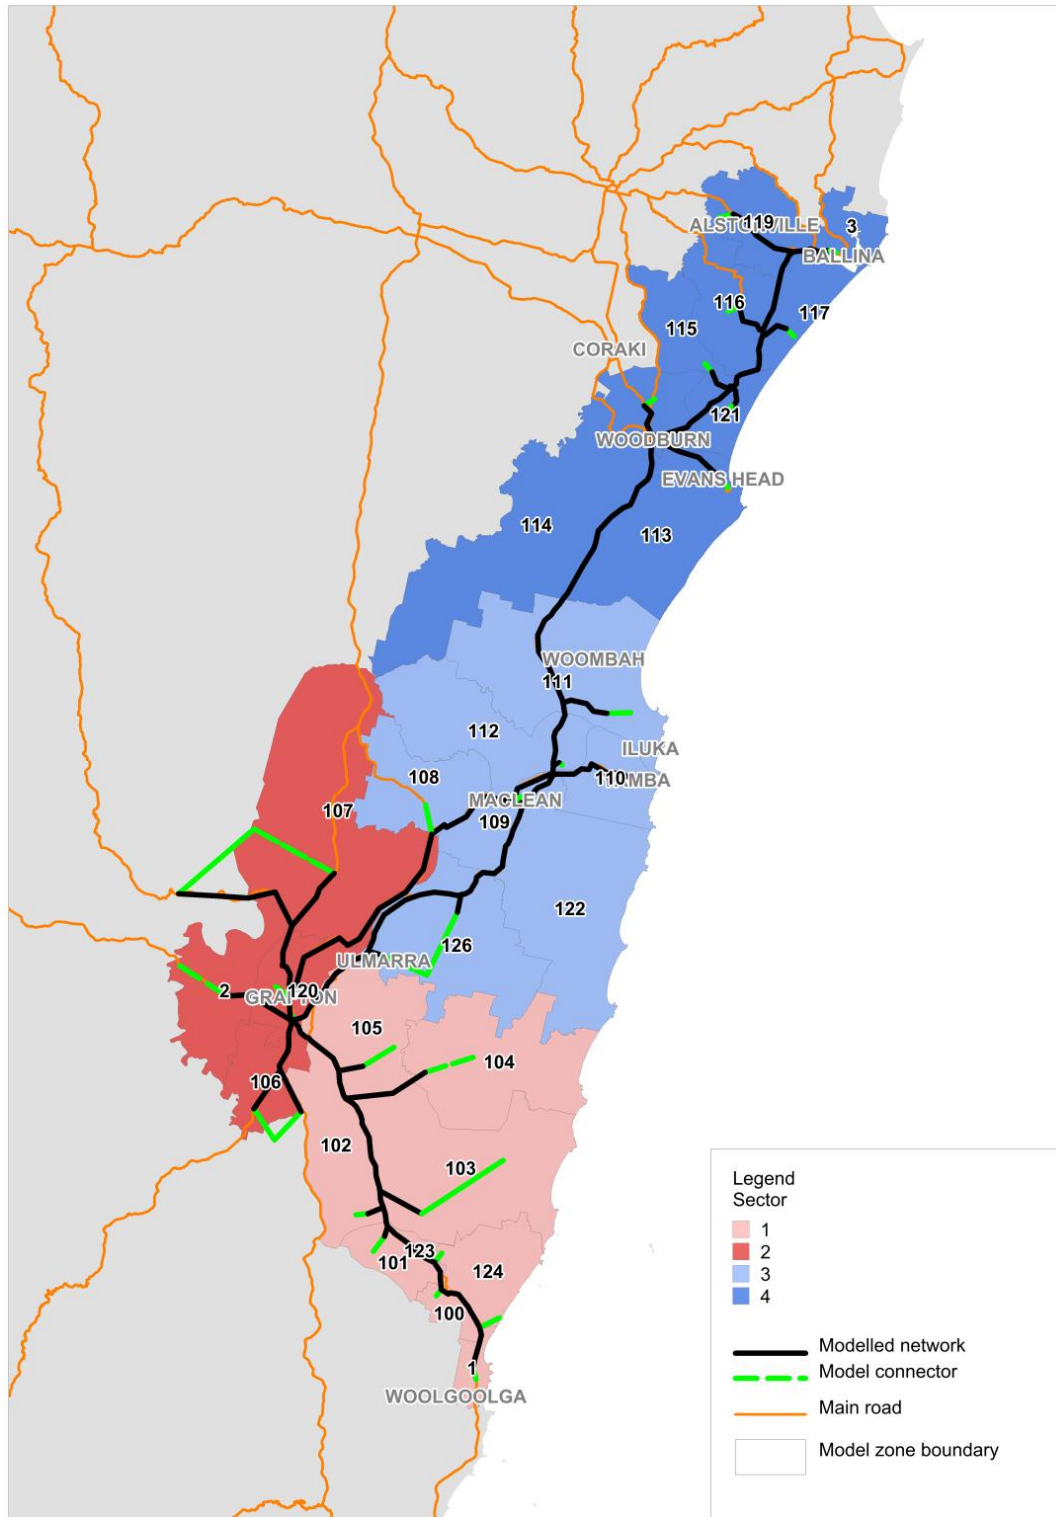 119
ALSTONVILLE
3
BALLINA
116
117
115
CORAKI
121
WOODBURN
EVANS HEAD
114
113
WOOMBAH
111
112
ILUKA
108
110
YAMBA
MACLEAN
107
109
122
126
ULMARRA
2
120
GRAFTON
105
104
106
102
103
123
101
124
100
1
WOOLGOOLGA
Legend
Sector
1
2
3
4
Modelled network
Model connector
Main road
Model zone boundary